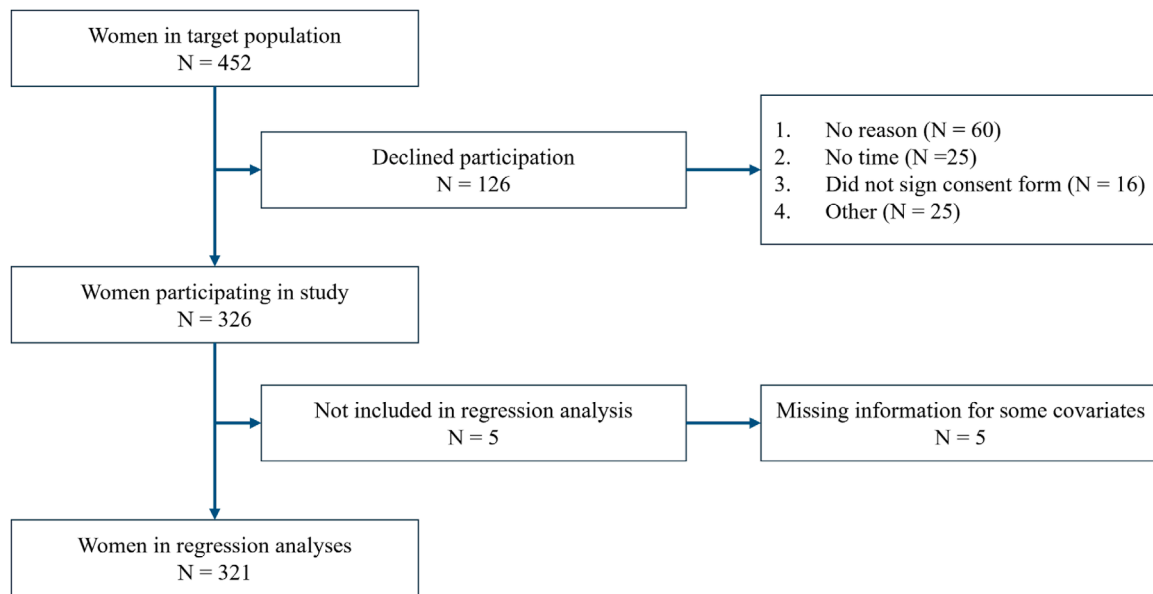 Women in target population
N = 452
Declined participation
N = 126
1. No reason (N = 60)
2. No time (N =25)
3. Did not sign consent form (N = 16)
4. Other (N = 25)
Women participating in study
N = 326
Not included in regression analysis
N = 5
Missing information for some covariates
N = 5
Women in regression analyses
N = 321